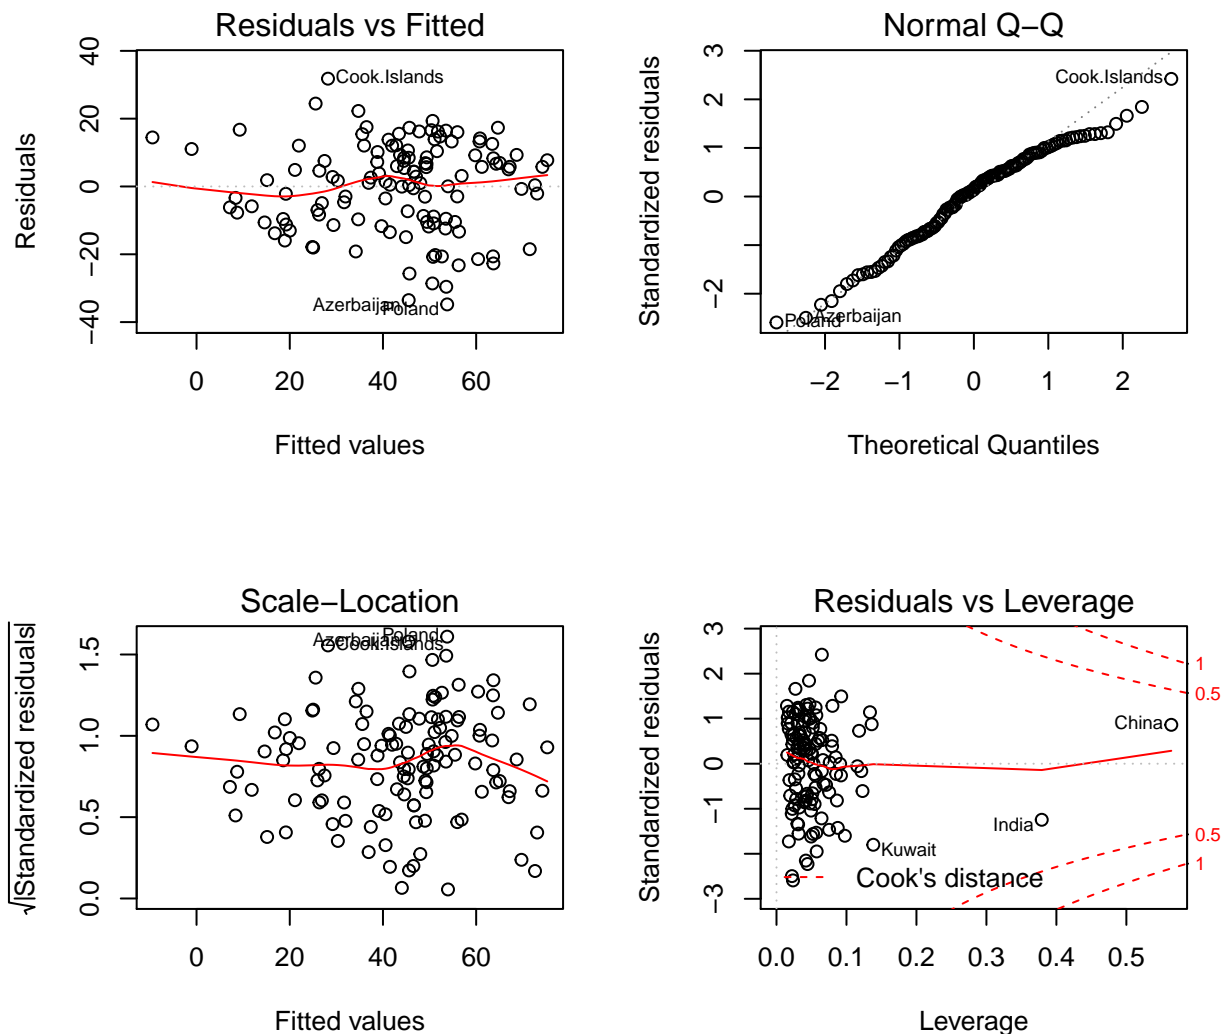 Residuals vs Fitted
Residuals
40
20
0
−20
−40
Cook.Islands
Azerbaijan
Poland
0 20 40 60
Fitted values
Normal Q−Q
Standardized residuals
3
2
1
0
−2
Cook.Islands
Poland
Azerbaijan
−2 −1 0 1 2
Theoretical Quantiles
Scale−Location
√|Standardized residuals|
1.5
1.0
0.5
0.0
Poland
Azerbaijan
Cook.Islands
0 20 40 60
Fitted values
Residuals vs Leverage
Standardized residuals
3
2
1
0
−1
−3
1
0.5
China
India
0.5
Kuwait
1
Cook's distance
0.0 0.1 0.2 0.3 0.4 0.5
Leverage